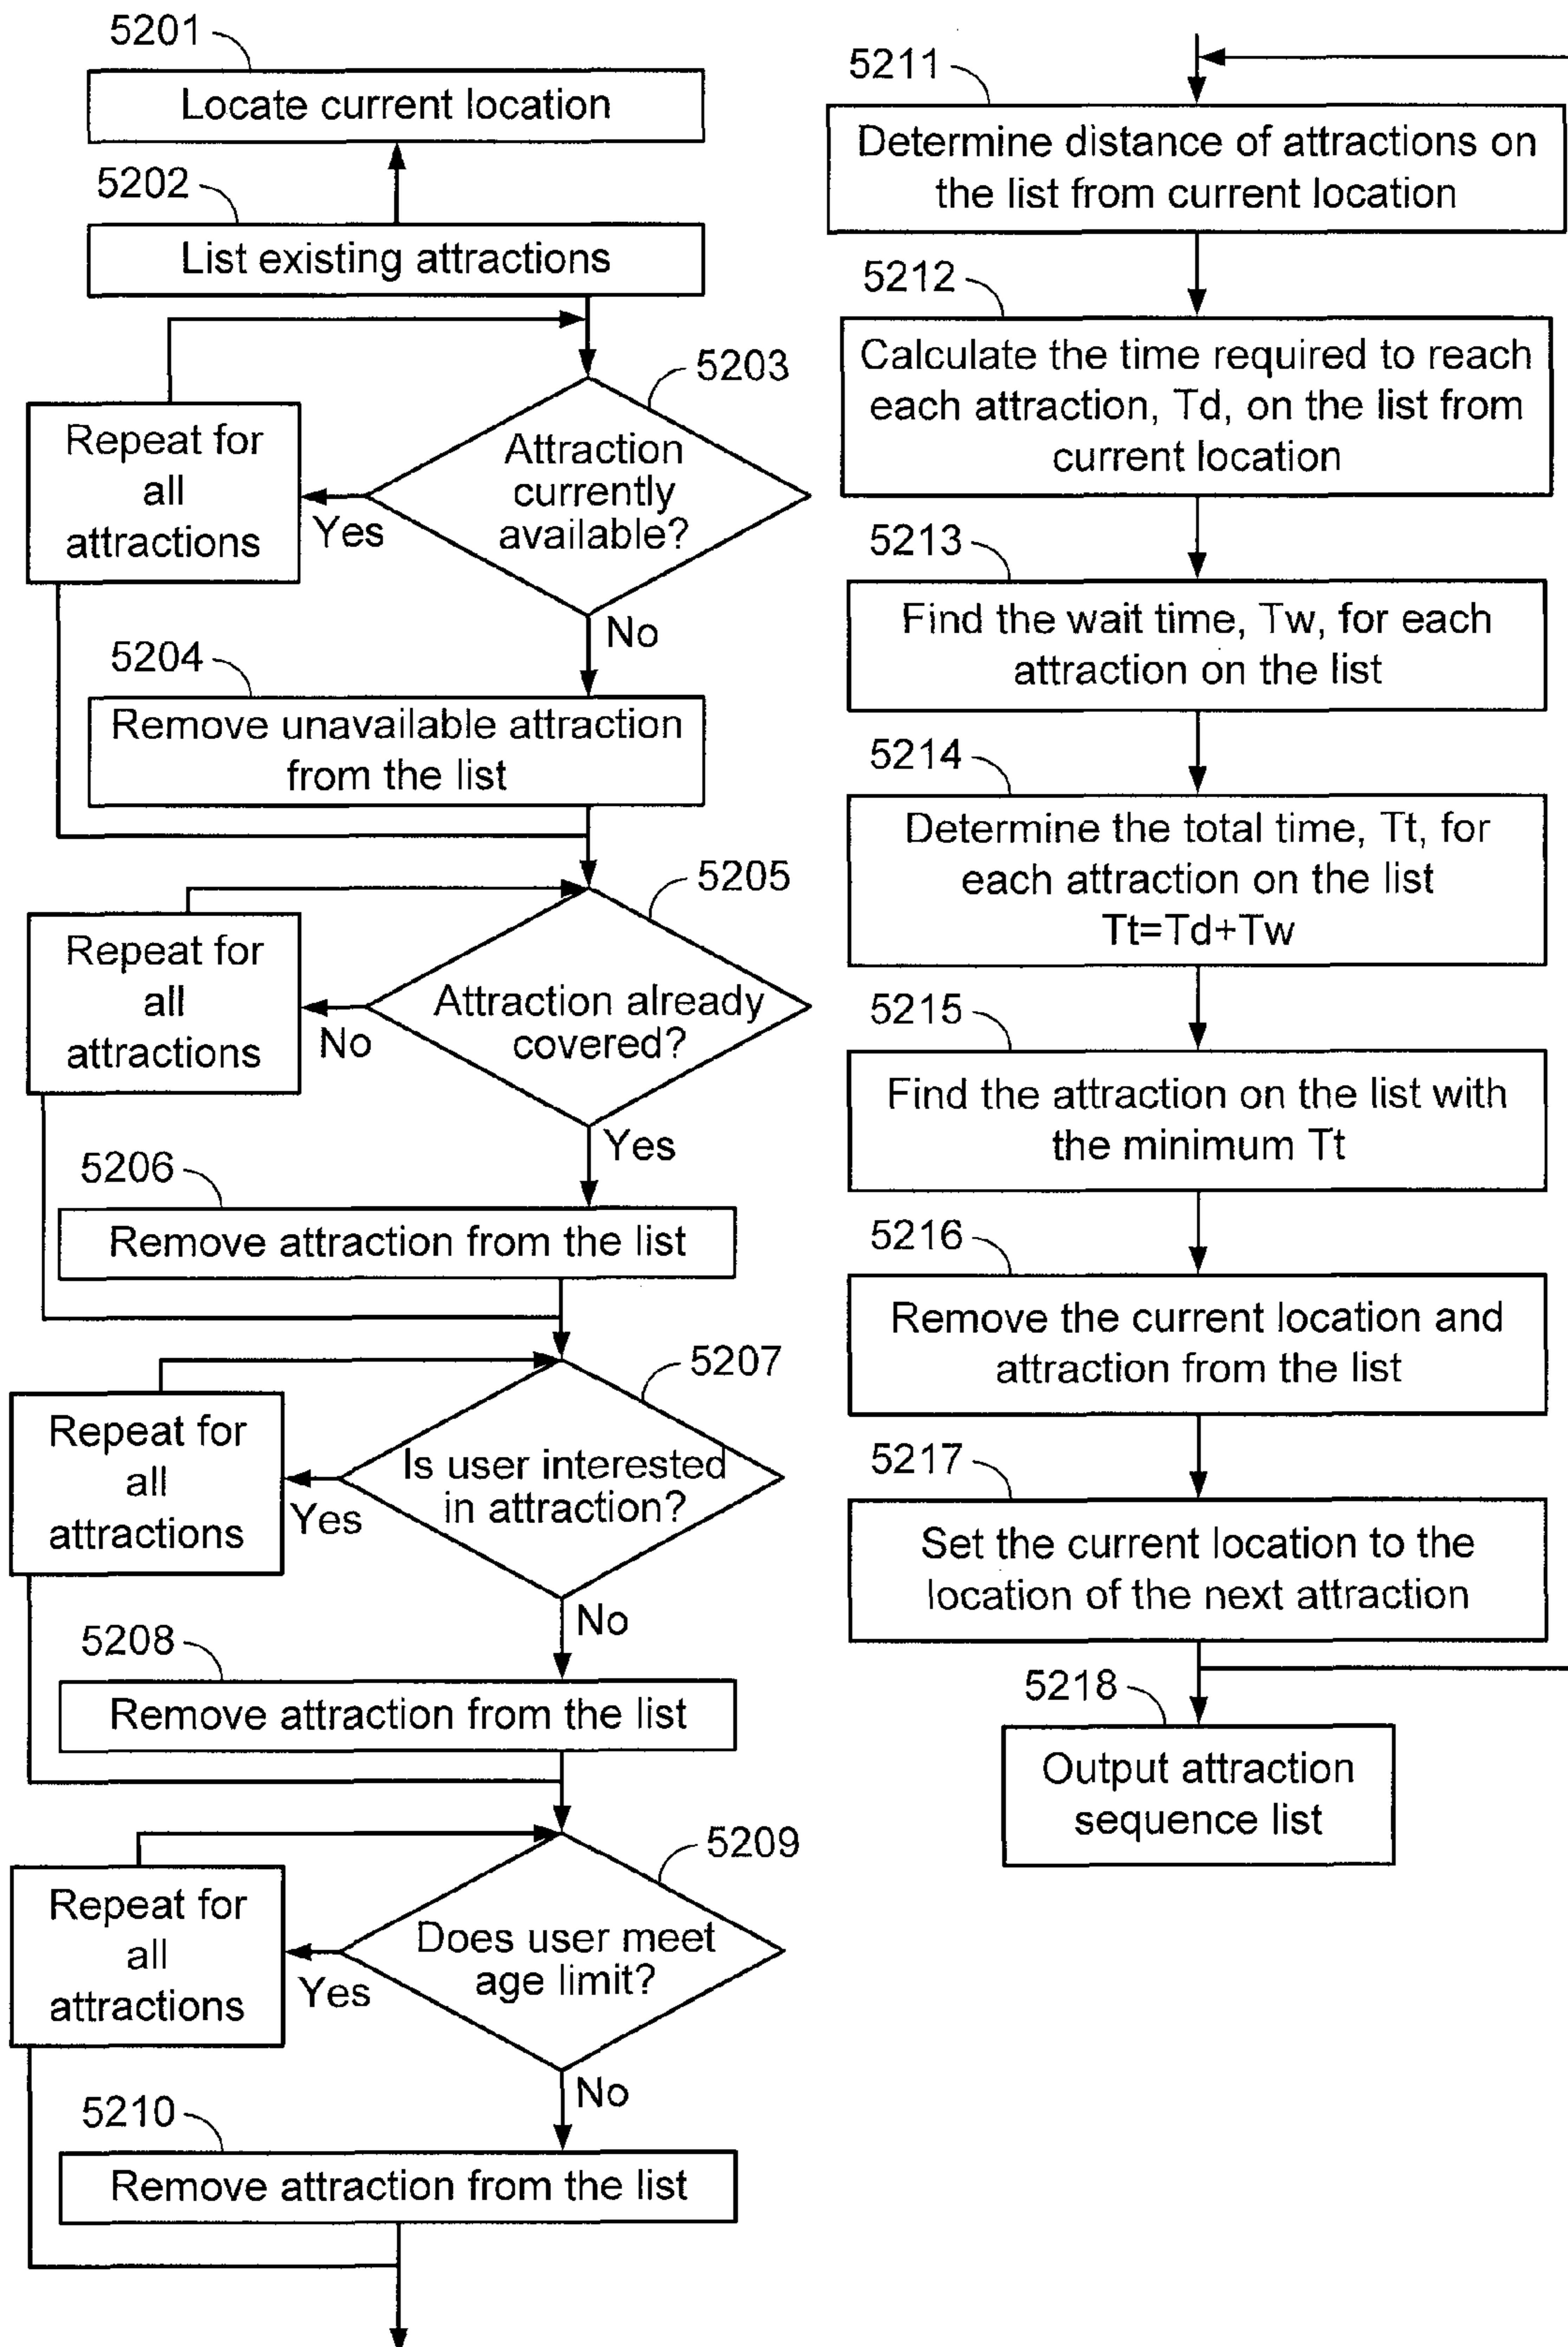 5201
Locate current location
5202
List existing attractions
5203
Attraction
currently
available?
Repeat for
all
attractions
Yes
No
5204
Remove unavailable attraction
from the list
5205
Attraction already
covered?
Repeat for
all
attractions
No
Yes
5206
Remove attraction from the list
5207
Is user interested
in attraction?
Repeat for
all
attractions
Yes
No
5208
Remove attraction from the list
5209
Does user meet
age limit?
Repeat for
all
attractions
Yes
No
5210
Remove attraction from the list
5211
Determine distance of attractions on
the list from current location
5212
Calculate the time required to reach
each attraction, Td, on the list from
current location
5213
Find the wait time, Tw, for each
attraction on the list
5214
Determine the total time, Tt, for
each attraction on the list
Tt=Td+Tw
5215
Find the attraction on the list with
the minimum Tt
5216
Remove the current location and
attraction from the list
5217
Set the current location to the
location of the next attraction
5218
Output attraction
sequence list